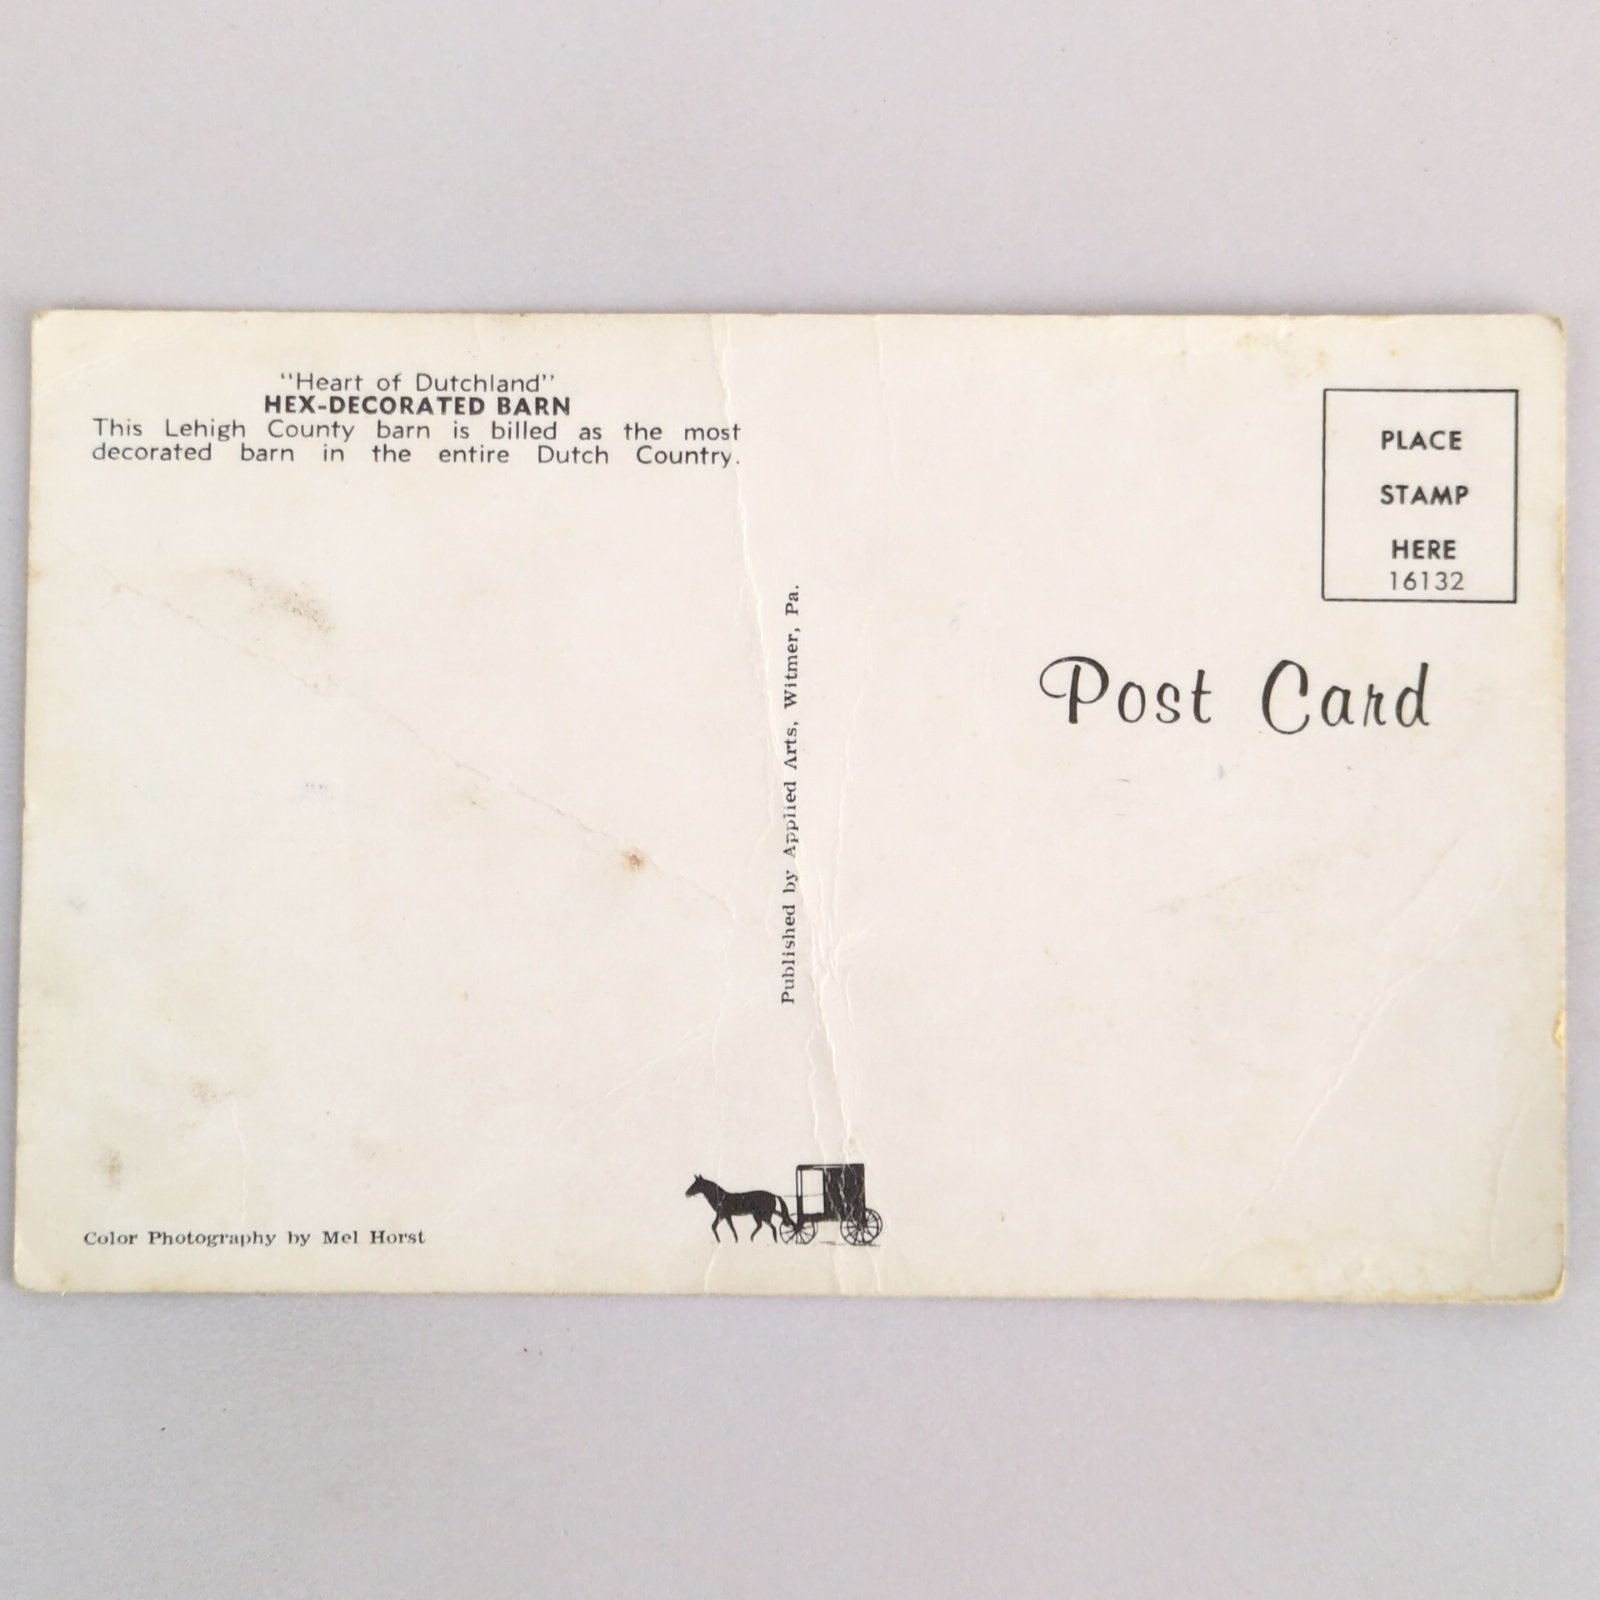 "Heart of Dutchland"
HEX-DECORATED BARN
This Lehigh County barn is billed as the most
decorated barn in the entire Dutch Country.
Color Photography by Mel Horst
Published by Applied Arts, Witmer, Pa.
PLACE
STAMP
HERE
16132
Post Card